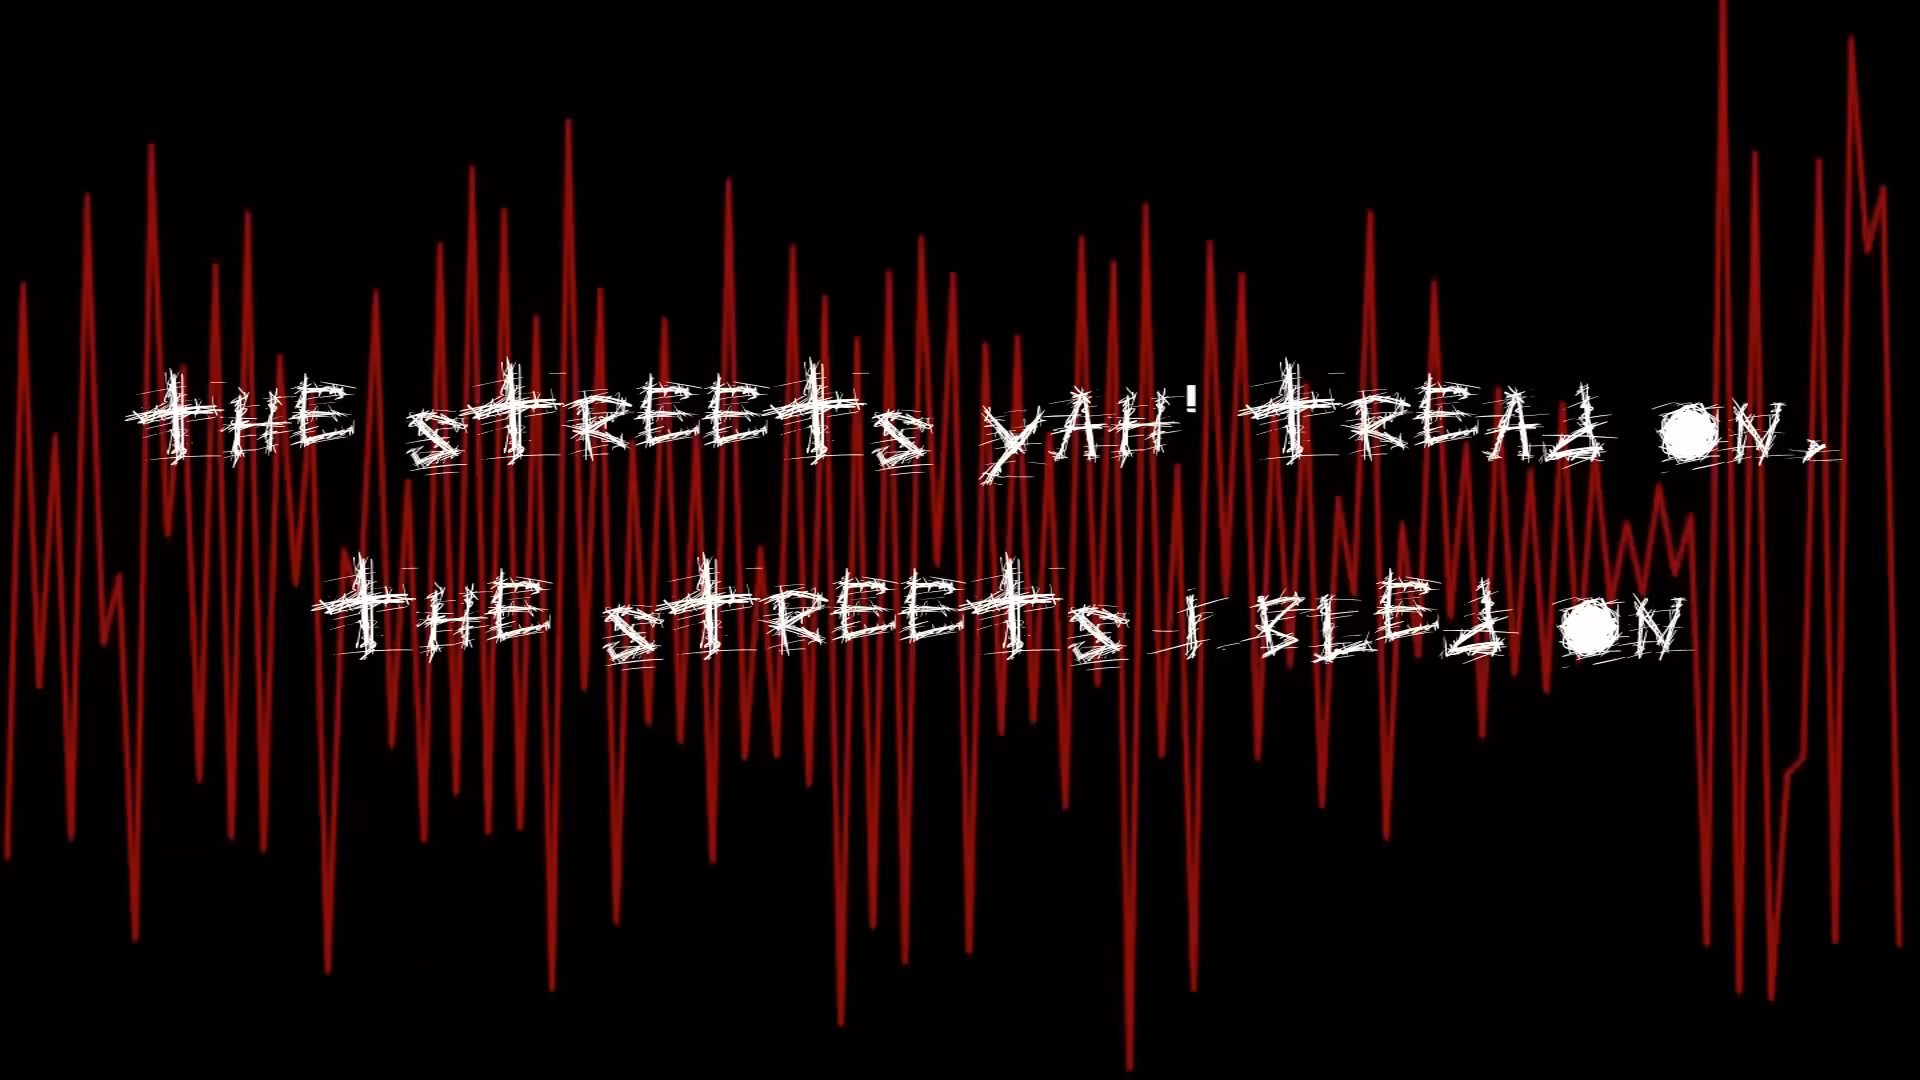 THE STREETS YAH' TREAD ON,
THE STREETS I BLED ON